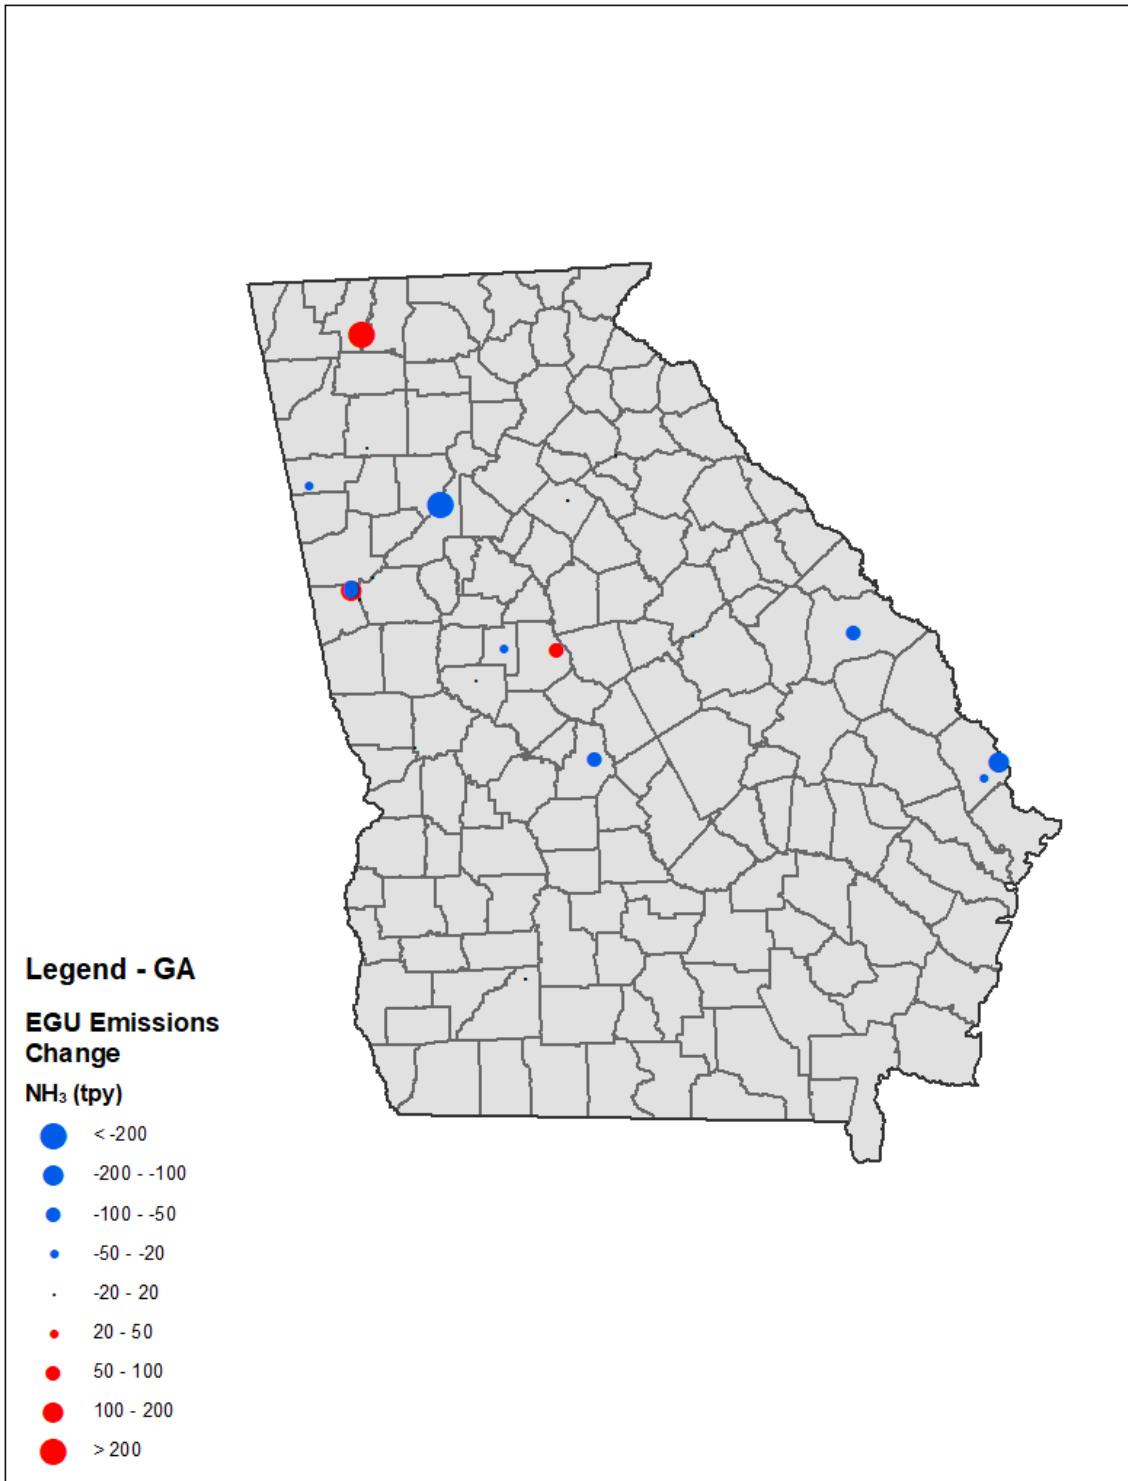 Legend - GA
EGU Emissions
Change
NH₃ (tpy)
< -200
-200 - -100
-100 - -50
-50 - -20
-20 - 20
20 - 50
50 - 100
100 - 200
> 200